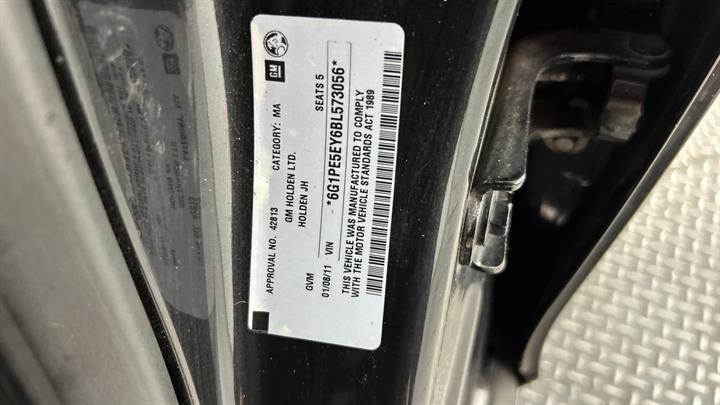 APPROVAL NO. 42813 CATEGORY: MA
GM HOLDEN LTD.
HOLDEN JH
GM
GVM SEATS 5
01/08/11 VIN *6G1PE5EY6BL573056*
THIS VEHICLE WAS MANUFACTURED TO COMPLY
WITH THE MOTOR VEHICLE STANDARDS ACT 1989